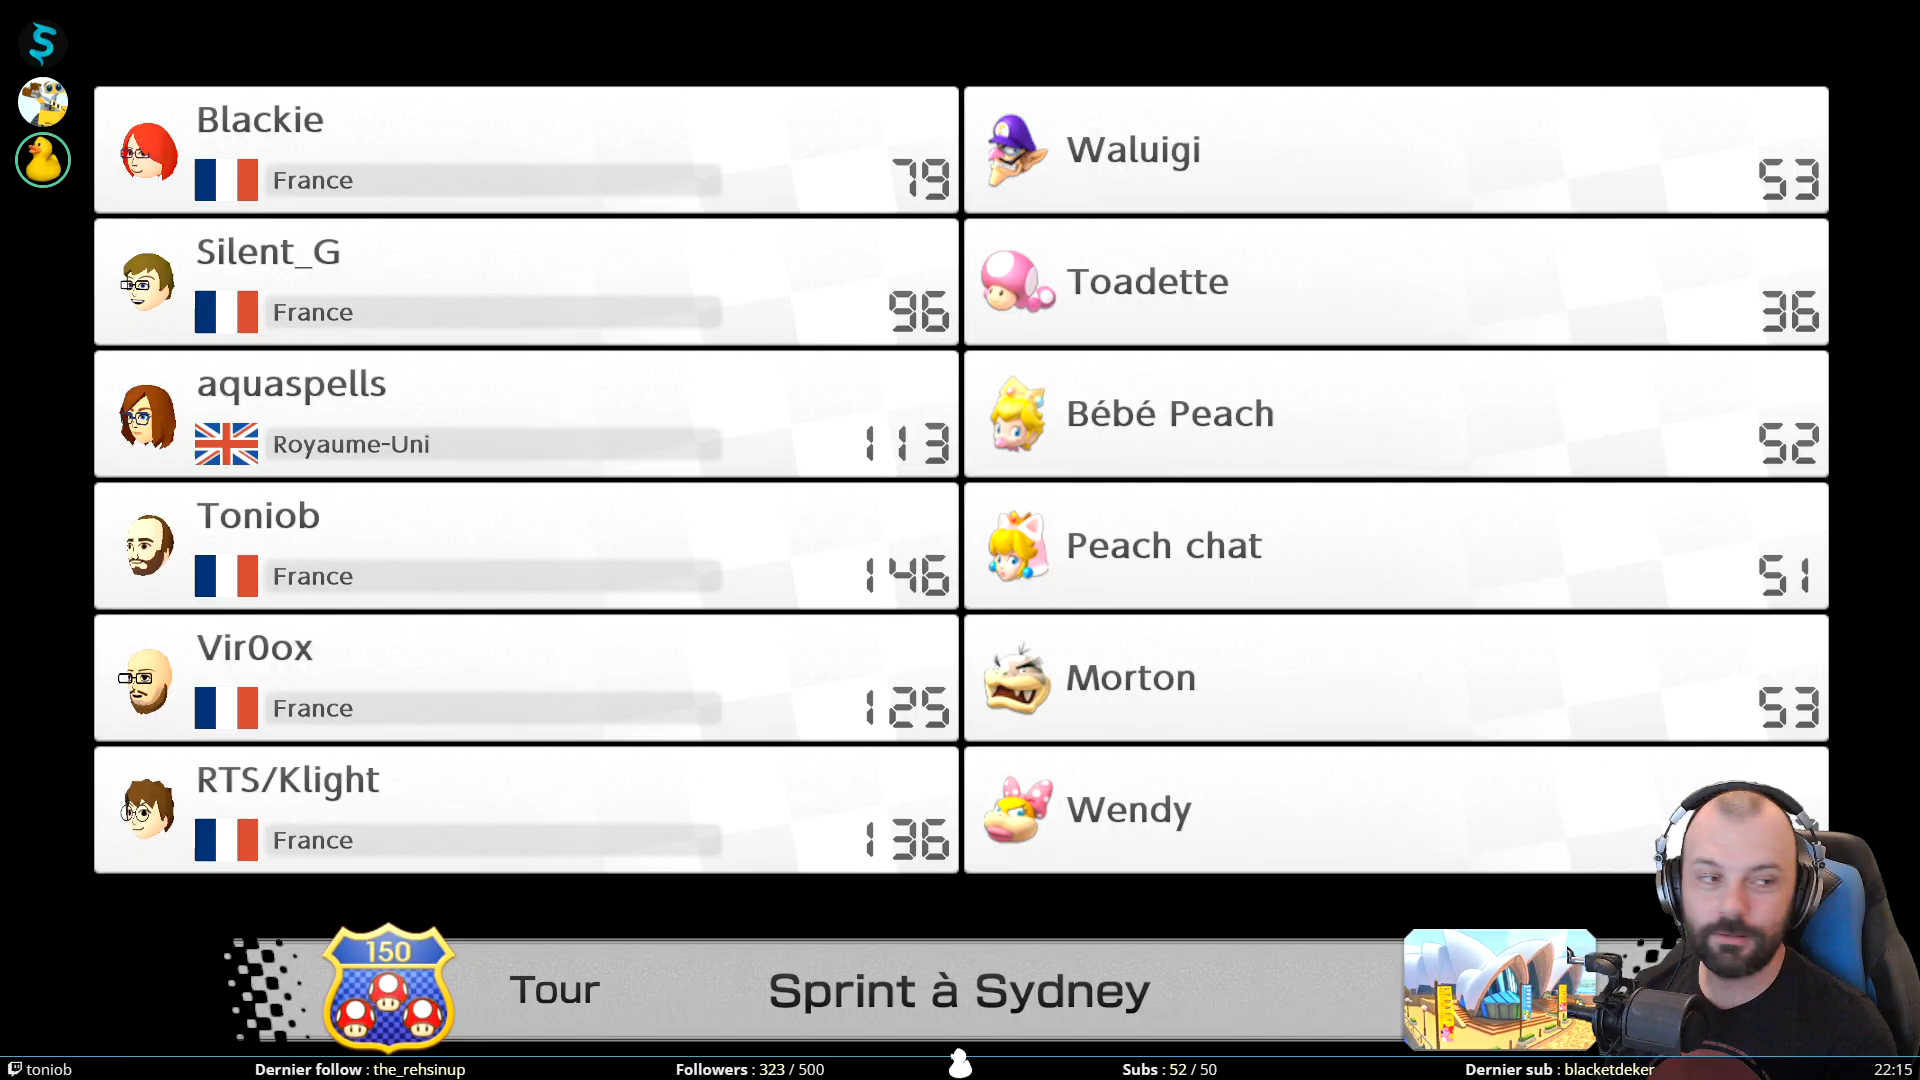 Blackie
France
79
Waluigi
53
Silent_G
France
96
Toadette
36
aquaspells
Royaume-Uni
113
Bébé Peach
52
Toniob
France
146
Peach chat
51
Vir0ox
France
125
Morton
53
RTS/Klight
France
136
Wendy
150
Tour
Sprint à Sydney
toniob
Dernier follow : the_rehsinup
Followers : 323 / 500
Subs : 52 / 50
Dernier sub : blacketdeker
22:15